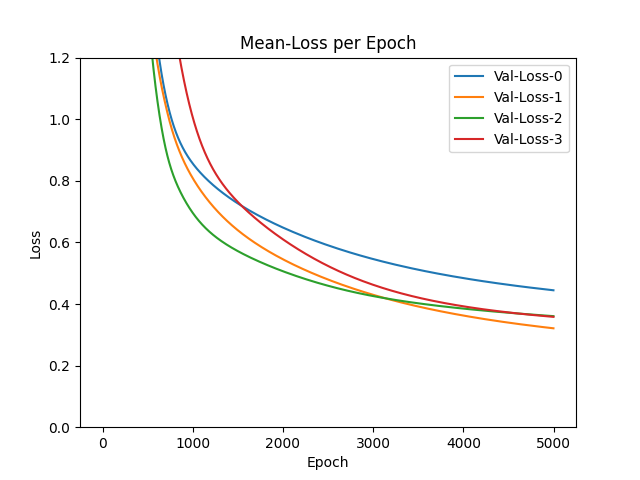 Mean-Loss per Epoch
Val-Loss-0
Val-Loss-1
Val-Loss-2
Val-Loss-3
1.2
1.0
0.8
0.6
0.4
0.2
0.0
Loss
0 1000 2000 3000 4000 5000
Epoch